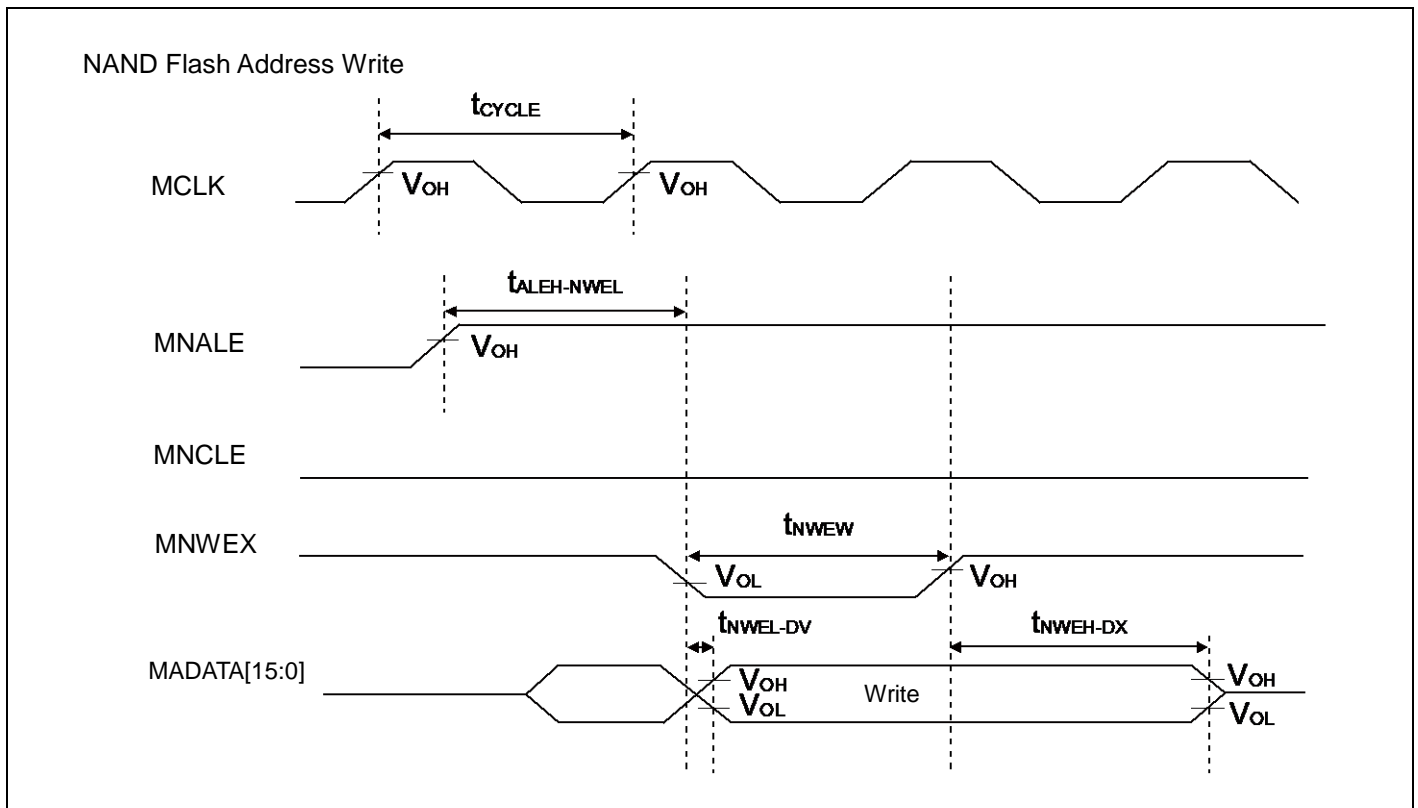 NAND Flash Address Write
tCYCLE
MCLK
VOH
VOH
tALEH-NWEL
MNALE
VOH
MNCLE
tNWEW
MNWEX
VOL
VOH
tNWEL-DV
tNWEH-DX
MADATA[15:0]
VOH
Write
VOH
VOL
VOL